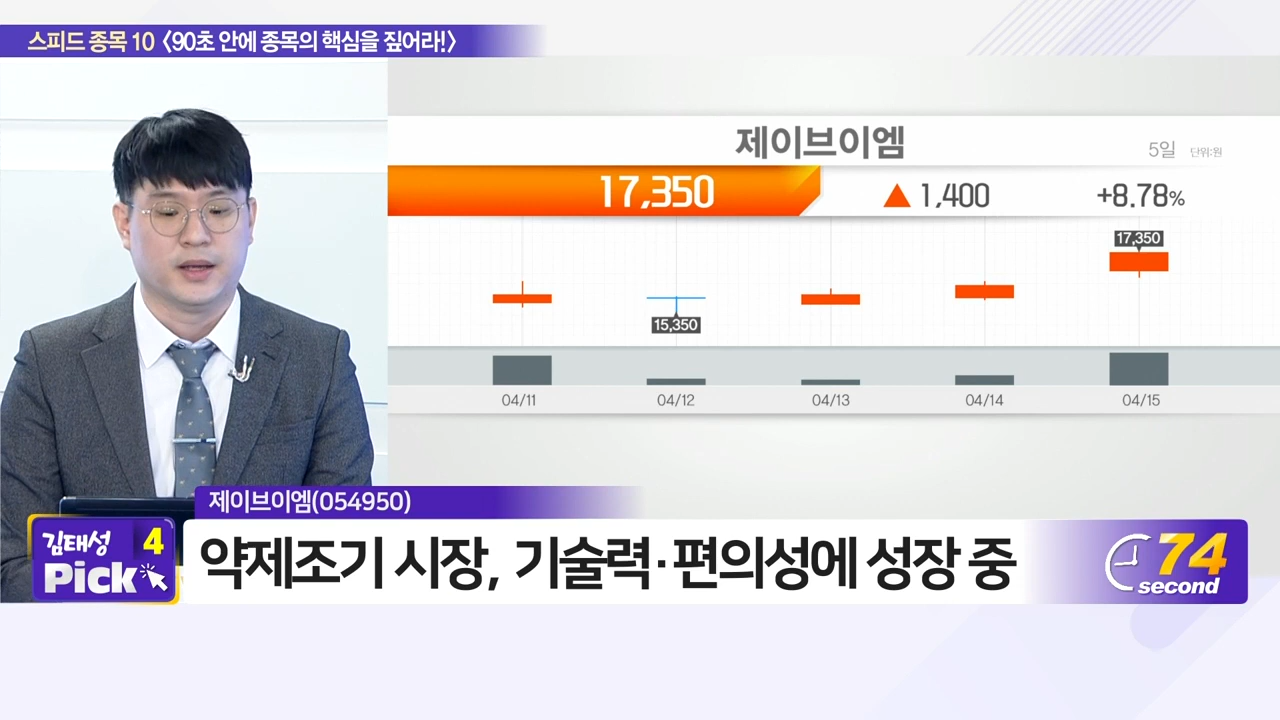 스피드 종목 10 〈90초 안에 종목의 핵심을 짚어라!〉
제이브이엠
5일 단위:원
17,350 ▲ 1,400 +8.78%
17,350
15,350
04/11 04/12 04/13 04/14 04/15
제이브이엠(054950)
김태성 4
Pick
약제조기 시장, 기술력·편의성에 성장 중
74
second